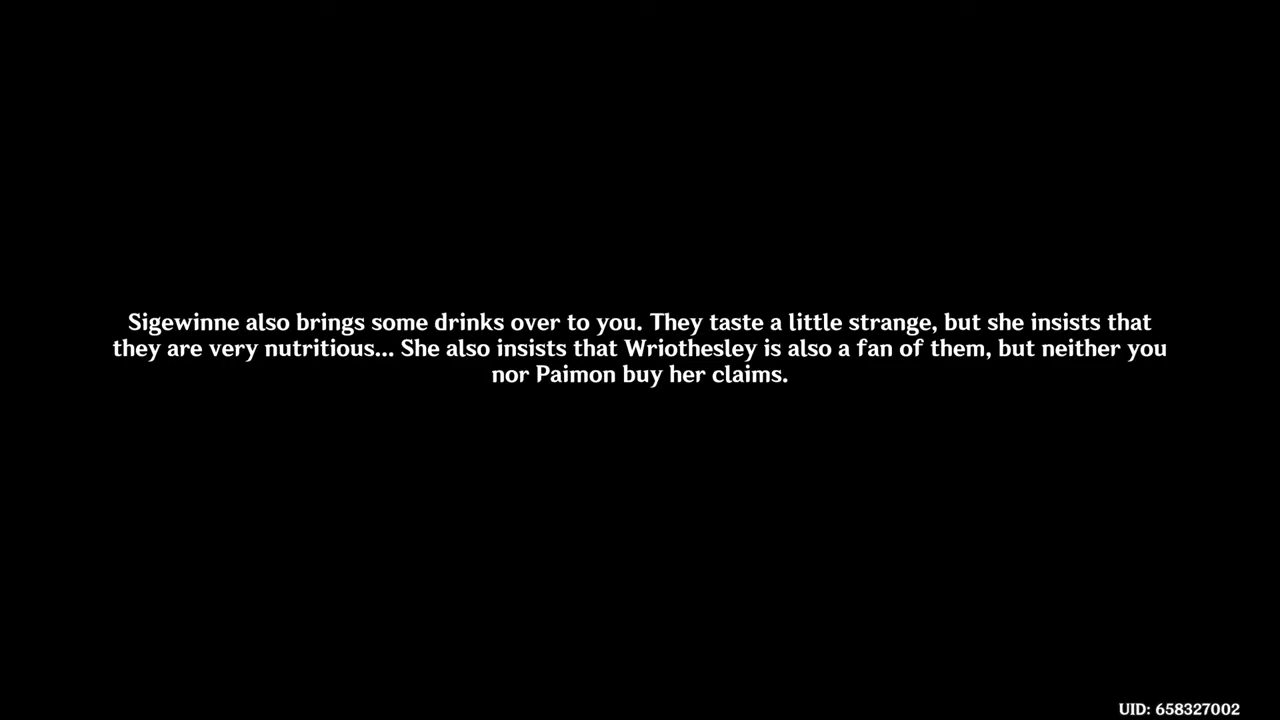 Sigewinne also brings some drinks over to you. They taste a little strange, but she insists that
they are very nutritious... She also insists that Wriothesley is also a fan of them, but neither you
nor Paimon buy her claims.
UID: 658327002